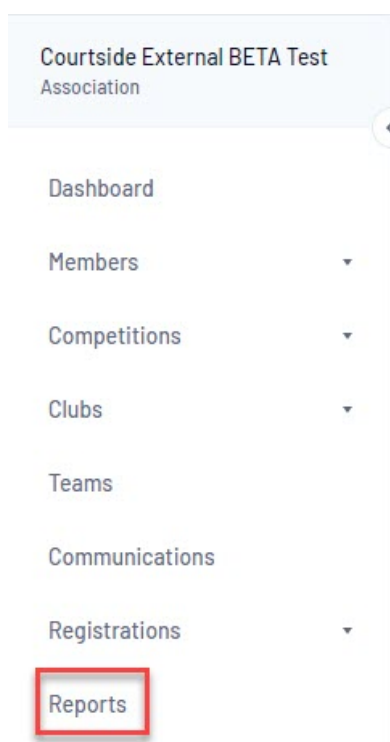 Courtside External BETA Test
Association
Dashboard
Members
Competitions
Clubs
Teams
Communications
Registrations
Reports